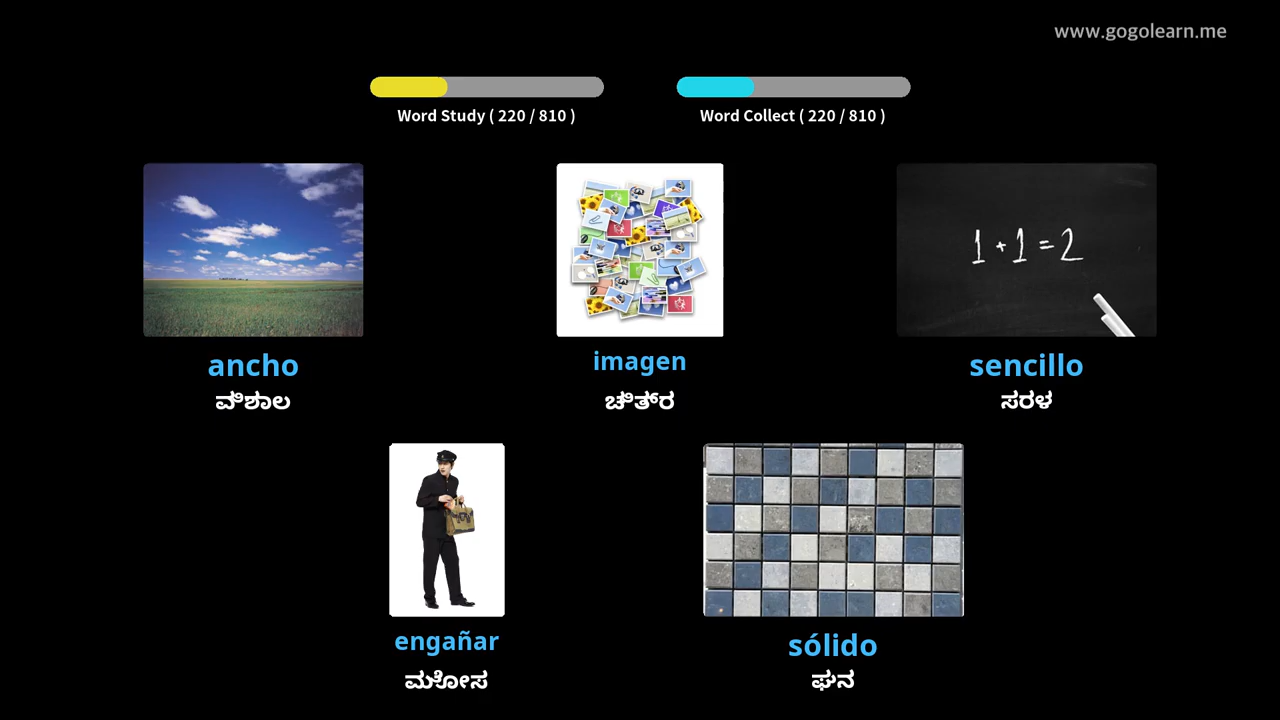 www.gogolearn.me
Word Study ( 220 / 810 )
Word Collect ( 220 / 810 )
1 + 1 = 2
ancho
ವಿಶಾಲ
imagen
ಚಿತ್ರ
sencillo
ಸರಳ
engañar
ಮೋಸ
sólido
ಘನ